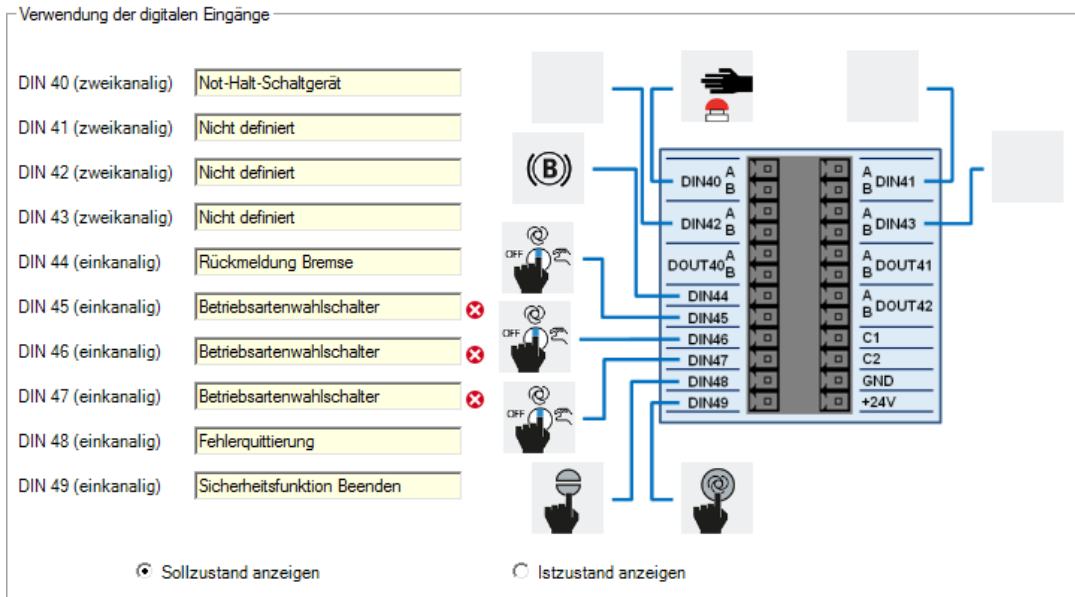 Verwendung der digitalen Eingänge
DIN 40 (zweikanalig) Not-Halt-Schaltgerät
DIN 41 (zweikanalig) Nicht definiert
DIN 42 (zweikanalig) Nicht definiert
DIN 43 (zweikanalig) Nicht definiert
DIN 44 (einkanalig) Rückmeldung Bremse
DIN 45 (einkanalig) Betriebsartenwahlschalter
DIN 46 (einkanalig) Betriebsartenwahlschalter
DIN 47 (einkanalig) Betriebsartenwahlschalter
DIN 48 (einkanalig) Fehlerquittierung
DIN 49 (einkanalig) Sicherheitsfunktion Beenden
(B)
OFF
OFF
OFF
DIN40 A B
A B DIN41
DIN42 A B
A B DIN43
DOUT40 A B
A B DOUT41
DIN44
A B DOUT42
DIN45
DIN46
C1
DIN47
C2
DIN48
GND
DIN49
+24V
Sollzustand anzeigen
Istzustand anzeigen